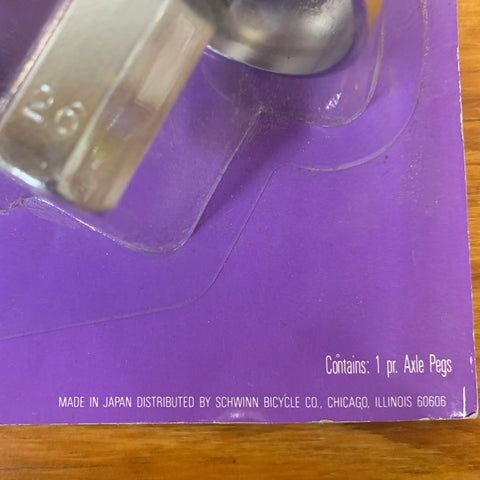 26
Contains: 1 pr. Axle Pegs
MADE IN JAPAN DISTRIBUTED BY SCHWINN BICYCLE CO., CHICAGO, ILLINOIS 60606